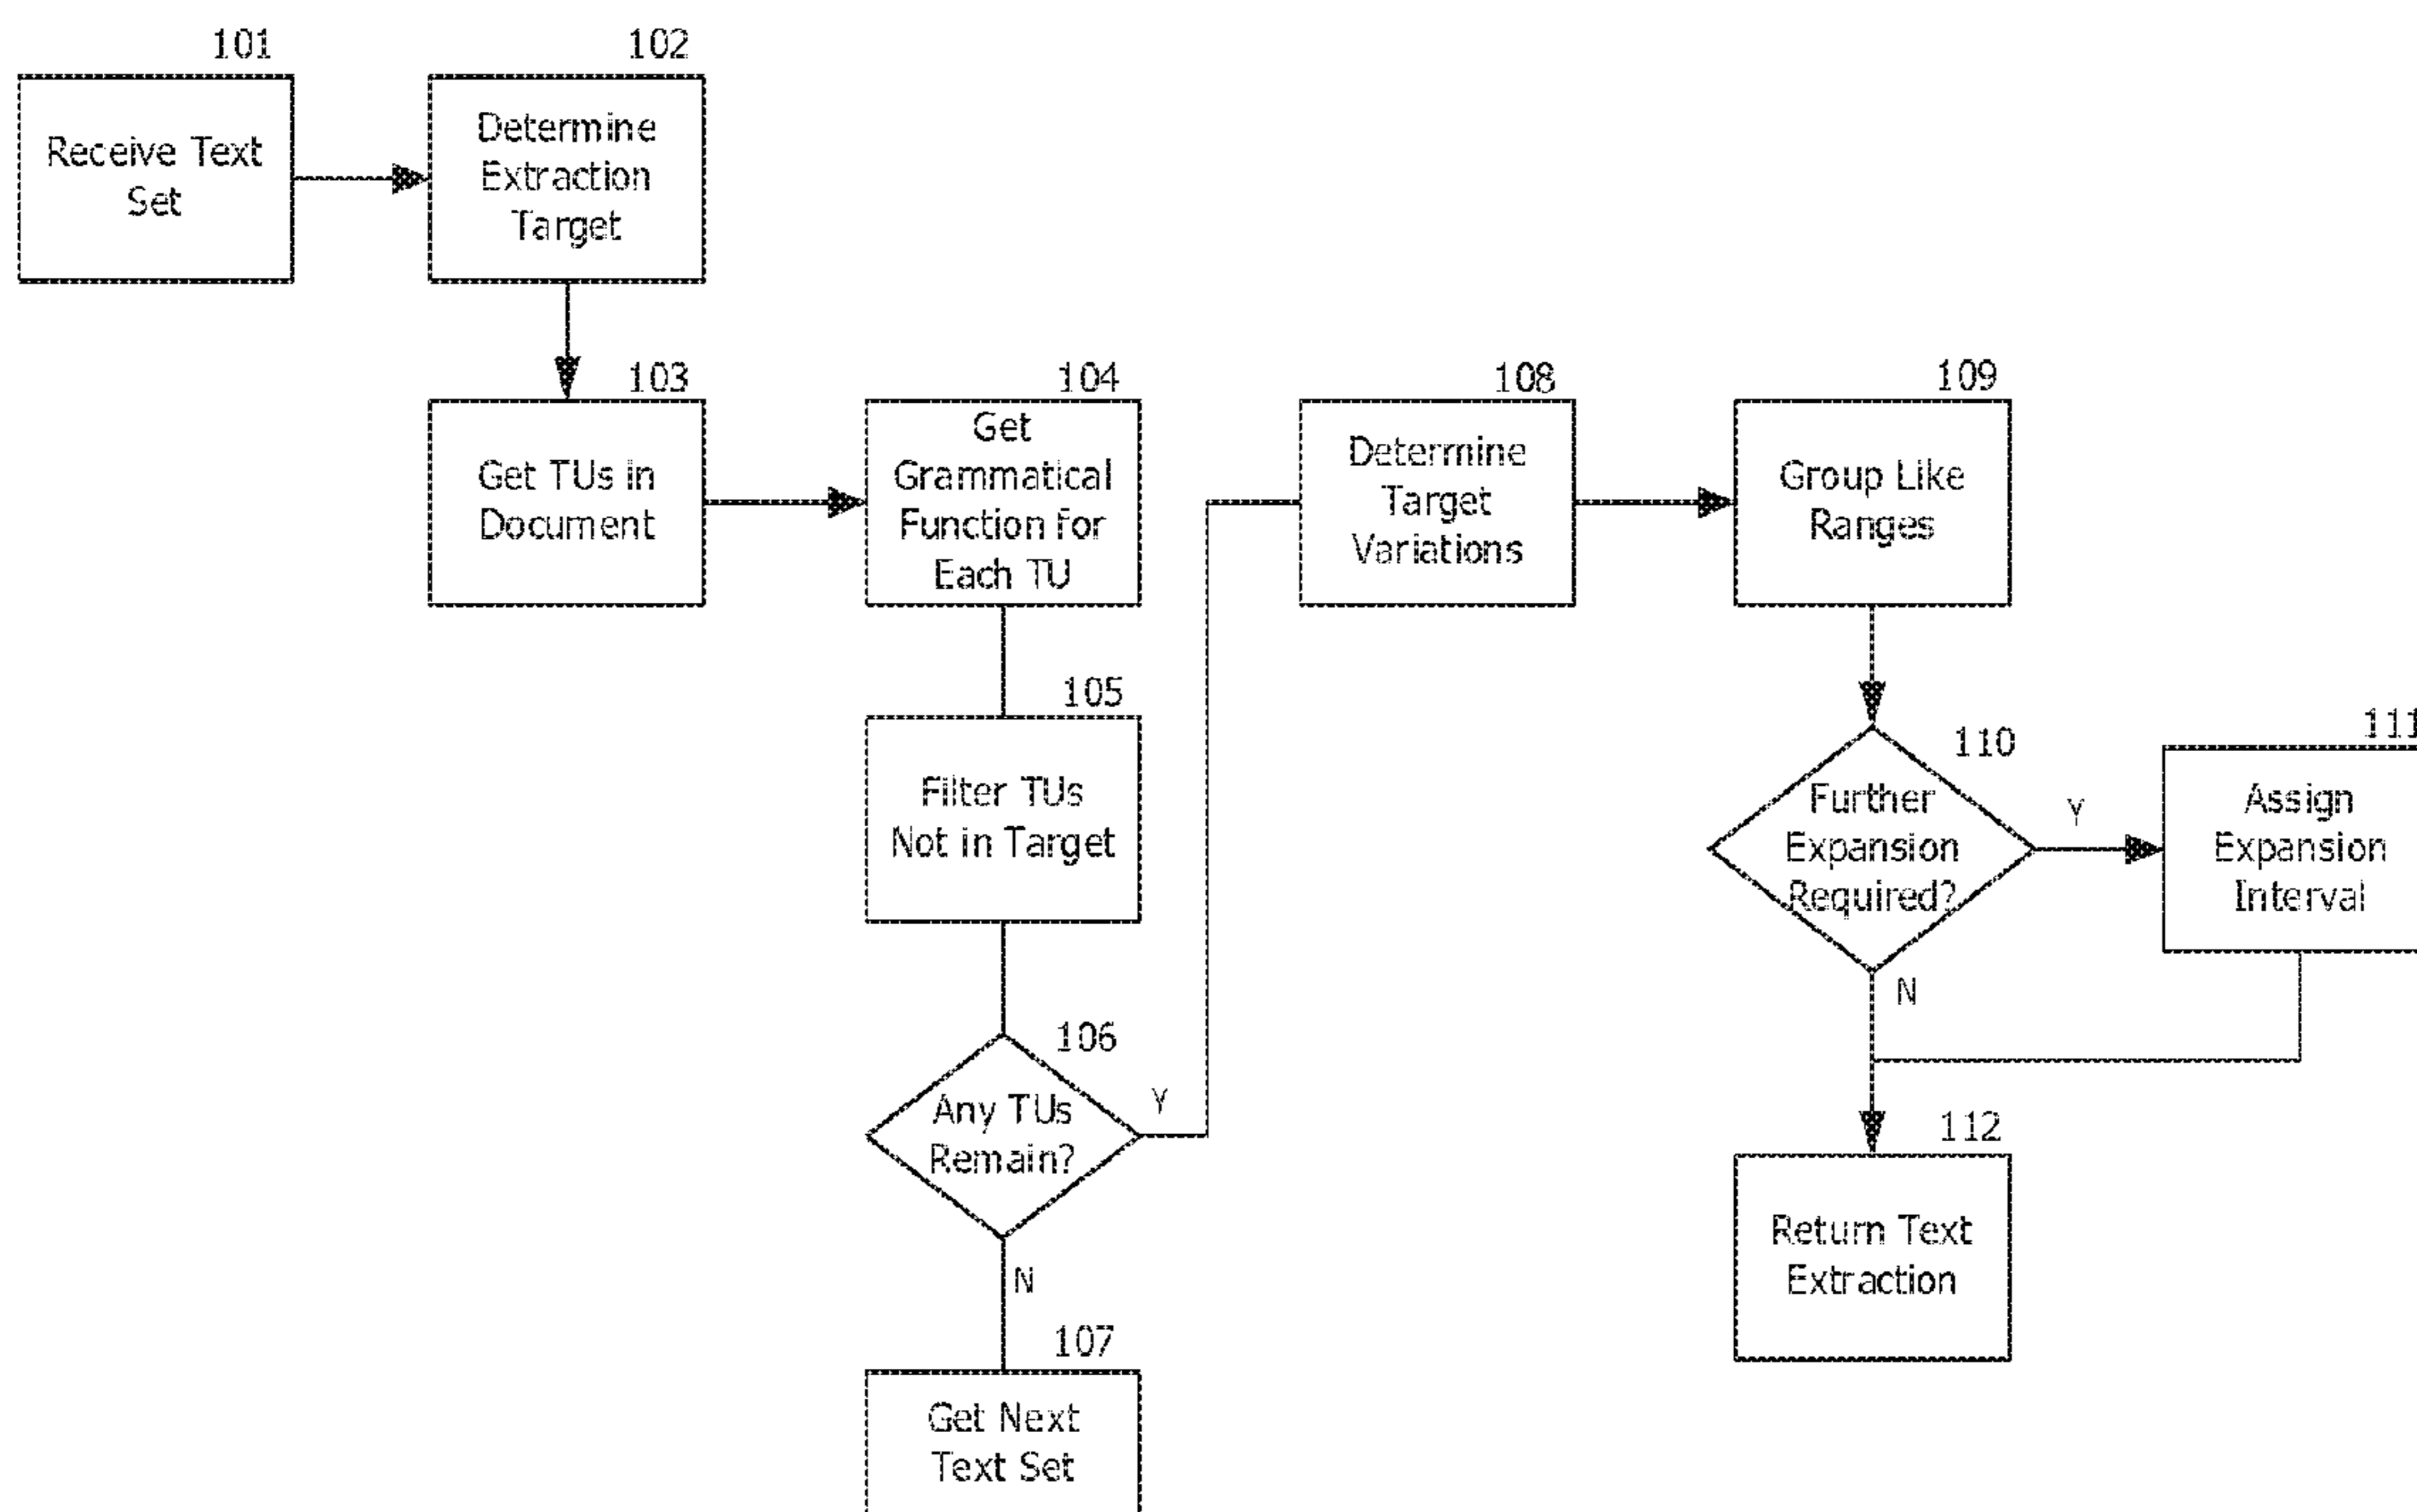 101
Receive Text
Set
102
Determine
Extraction
Target
103
Get TUs in
Document
104
Get
Grammatical
Function for
Each TU
105
Filter TUs
Not in Target
106
Any TUs
Remain?
Y
N
107
Get Next
Text Set
108
Determine
Target
Variations
109
Group Like
Ranges
110
Further
Expansion
Required?
Y
N
111
Assign
Expansion
Interval
112
Return Text
Extraction